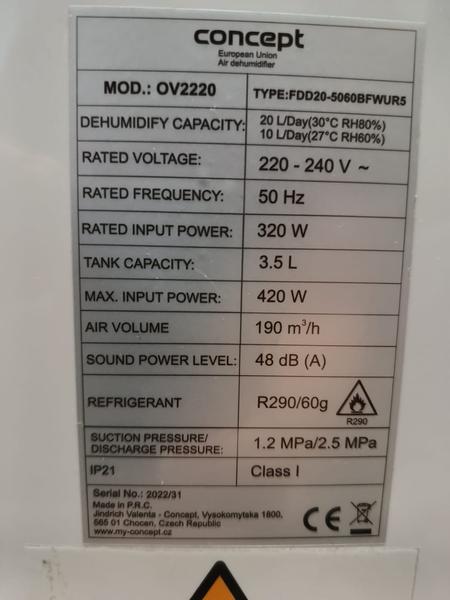 concept
European Union
Air dehumidifier
MOD.: OV2220 TYPE:FDD20-5060BFWUR5
DEHUMIDIFY CAPACITY: 20 L/Day(30°C RH80%)
10 L/Day(27°C RH60%)
RATED VOLTAGE: 220 - 240 V ~
RATED FREQUENCY: 50 Hz
RATED INPUT POWER: 320 W
TANK CAPACITY: 3.5 L
MAX. INPUT POWER: 420 W
AIR VOLUME 190 m³/h
SOUND POWER LEVEL: 48 dB (A)
REFRIGERANT R290/60g
R290
SUCTION PRESSURE/
DISCHARGE PRESSURE: 1.2 MPa/2.5 MPa
IP21 Class I
Serial No.: 2022/31
Made in P.R.C.
Jindrich Valenta - Concept, Vysokomytska 1800,
565 01 Chocen, Czech Republic
www.my-concept.cz
CE